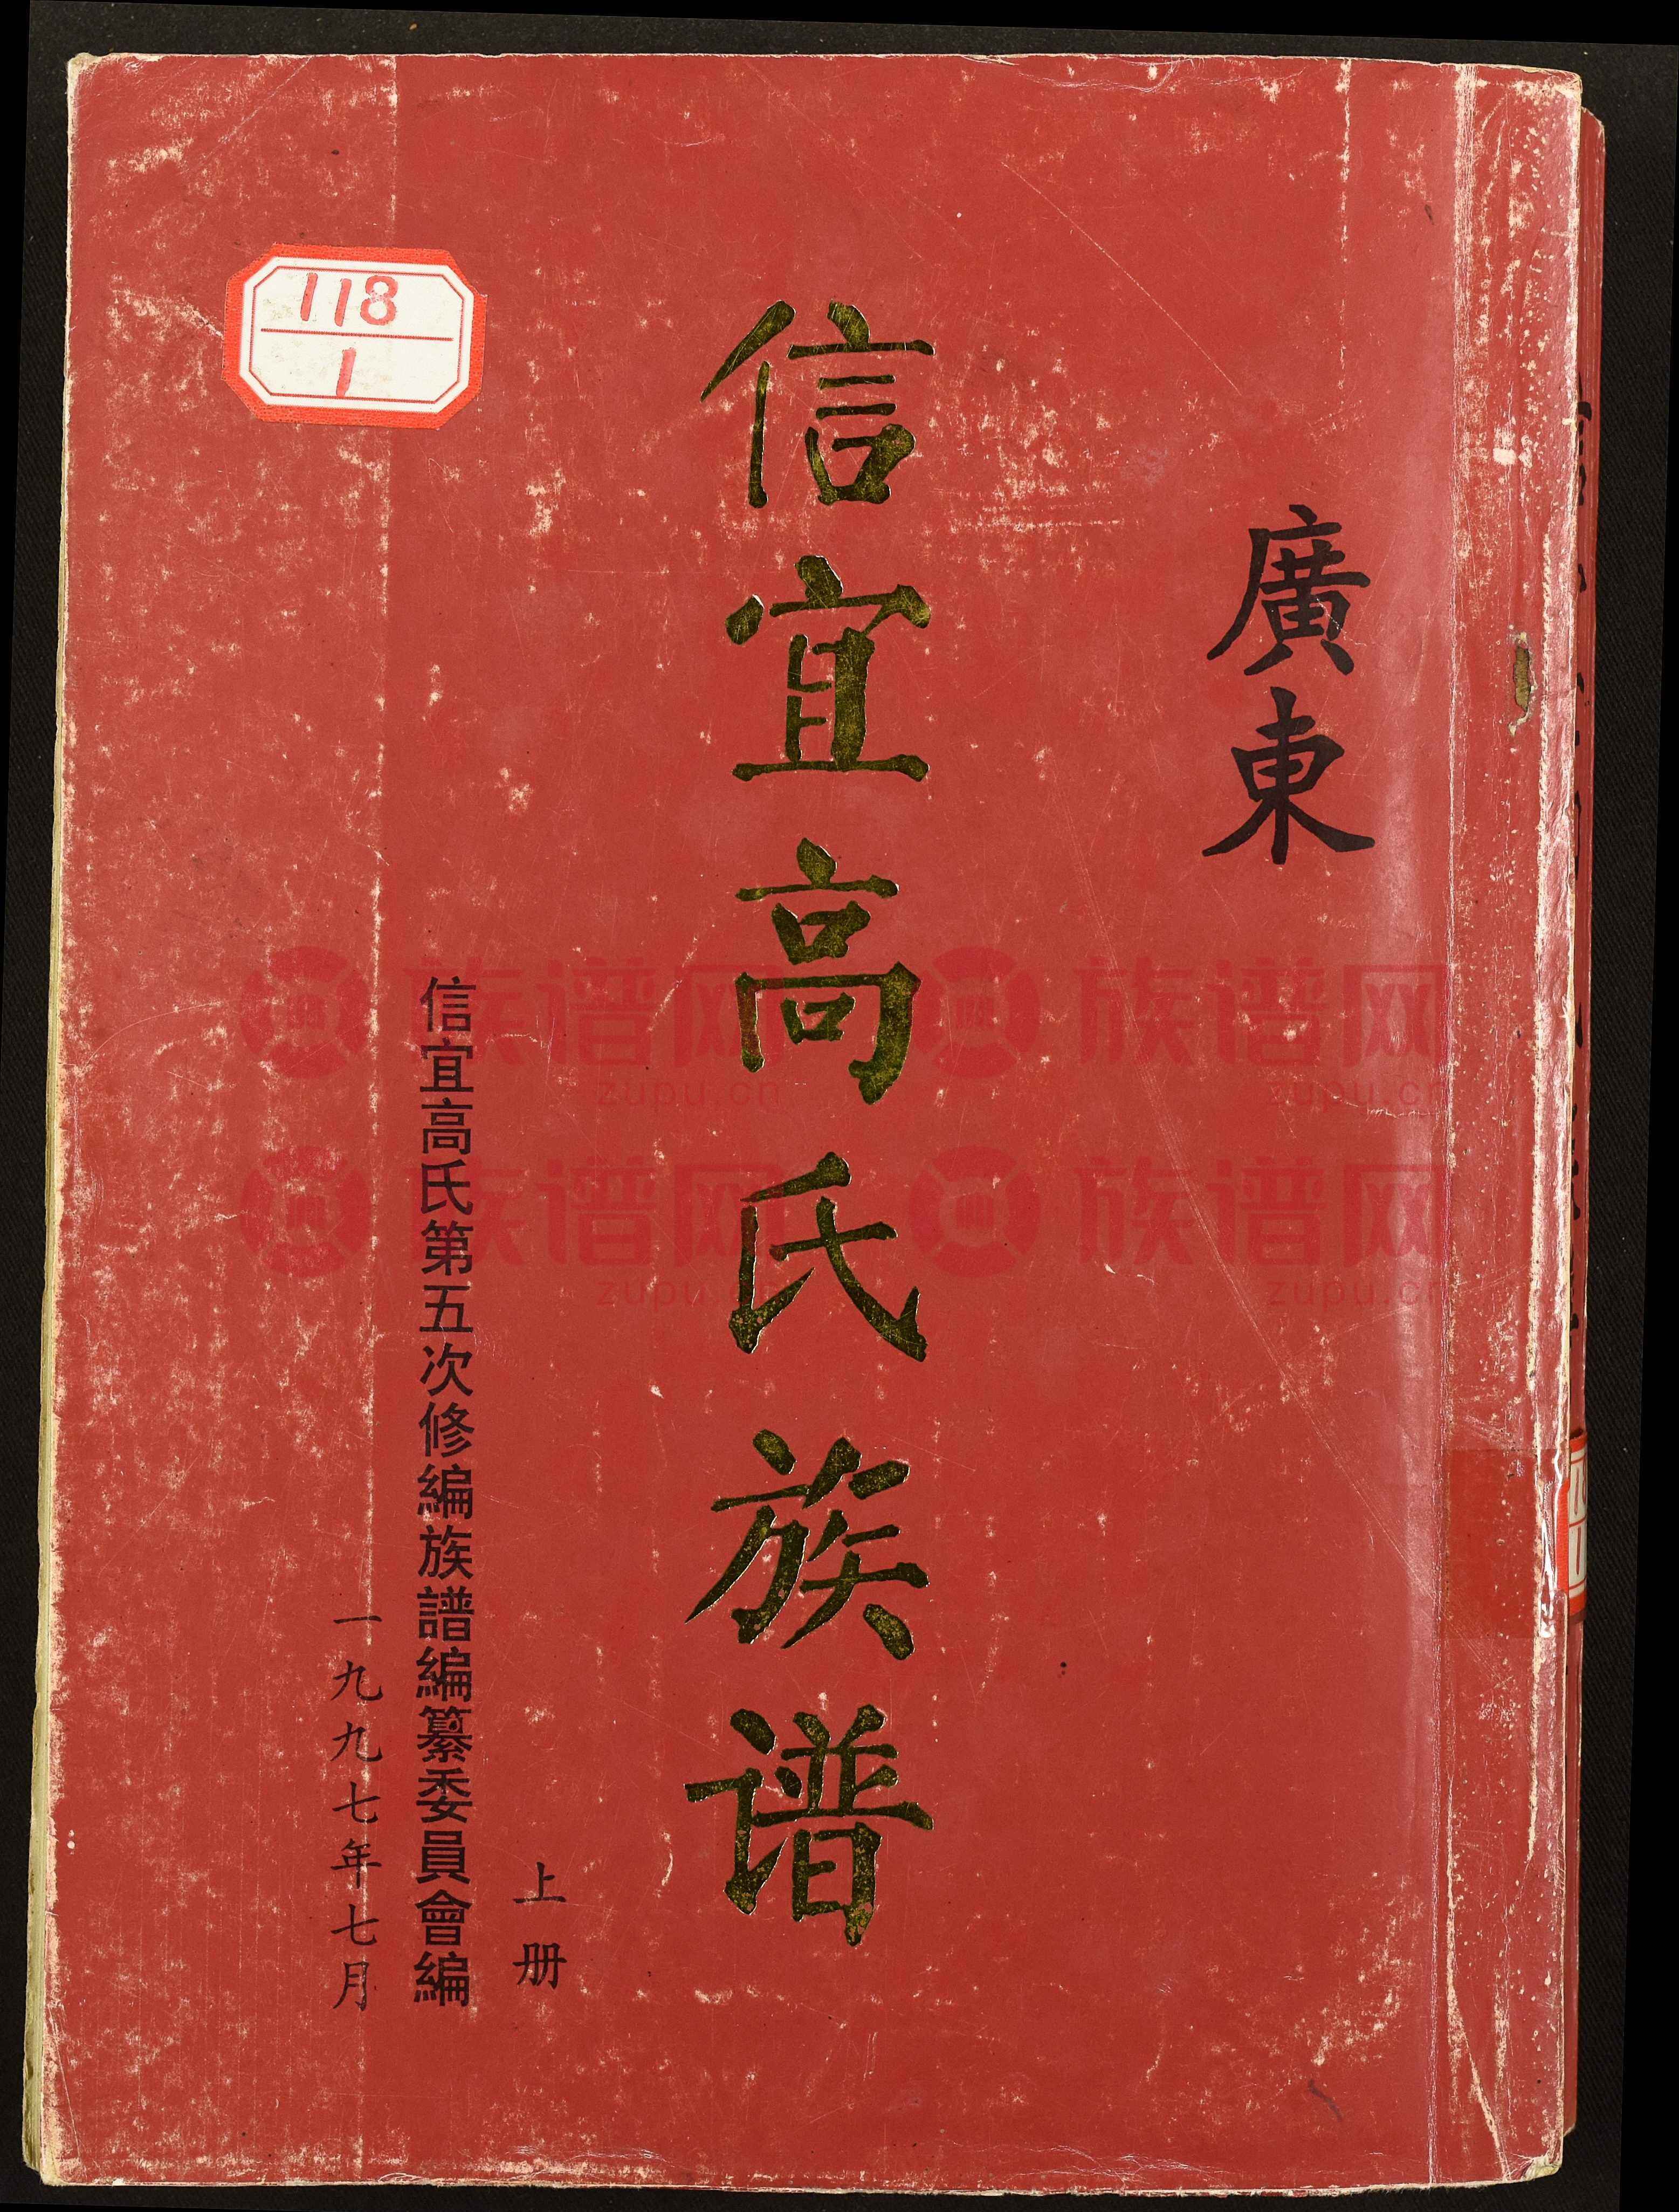 廣東
信宜高氏族谱
上册
信宜高氏第五次修編族譜編纂委員會編
一九九七年七月
118
1
族谱网 族谱网
zupu.cn zupu.cn
族谱网 族谱网
zupu.cn zupu.cn